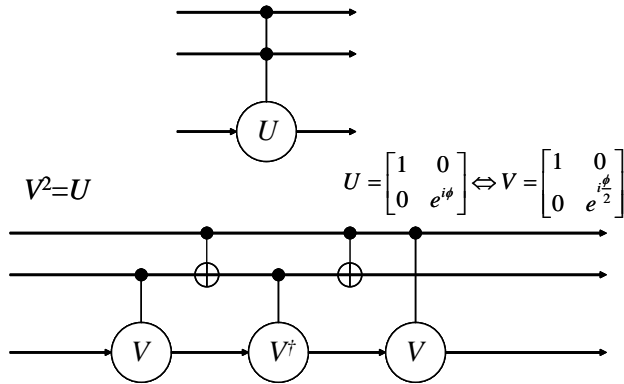 U
V²=U
U = [1 0; 0 e^{iϕ}] ⇔ V = [1 0; 0 e^{iϕ/2}]
V V† V